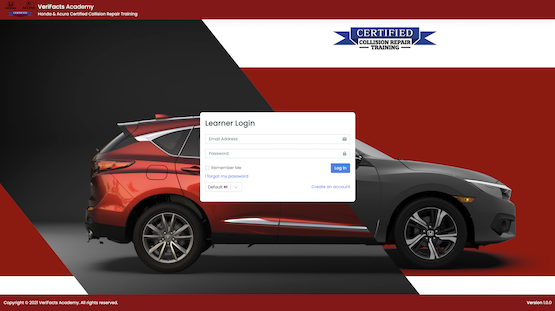 VeriFacts Academy
Honda & Acura Certified Collision Repair Training
CERTIFIED
COLLISION REPAIR
TRAINING
Learner Login
Email Address
Password
Remember Me
Log In
I forgot my password
Default
Create an account
Copyright © 2021 VeriFacts Academy. All rights reserved.
Version 1.0.0